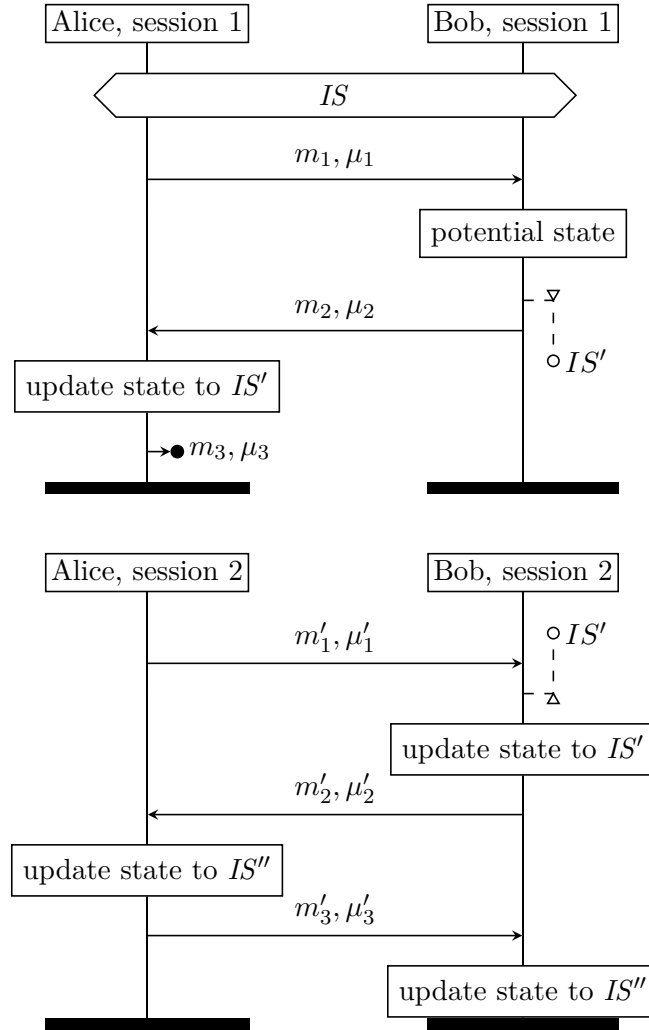 Alice, session 1
Bob, session 1
IS
m₁, μ₁
potential state
m₂, μ₂
IS′
update state to IS′
m₃, μ₃
Alice, session 2
Bob, session 2
m′₁, μ′₁
IS′
update state to IS′
m′₂, μ′₂
update state to IS″
m′₃, μ′₃
update state to IS″